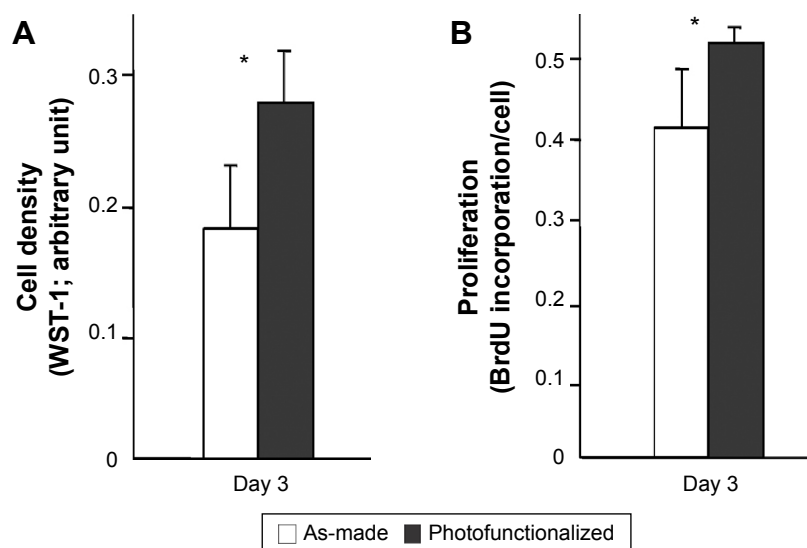 A
*
0.3
0.2
0.1
0
Cell density
(WST-1; arbitrary unit)
Day 3
B
*
0.5
0.4
0.3
0.2
0.1
0
Proliferation
(BrdU incorporation/cell)
Day 3
As-made Photofunctionalized